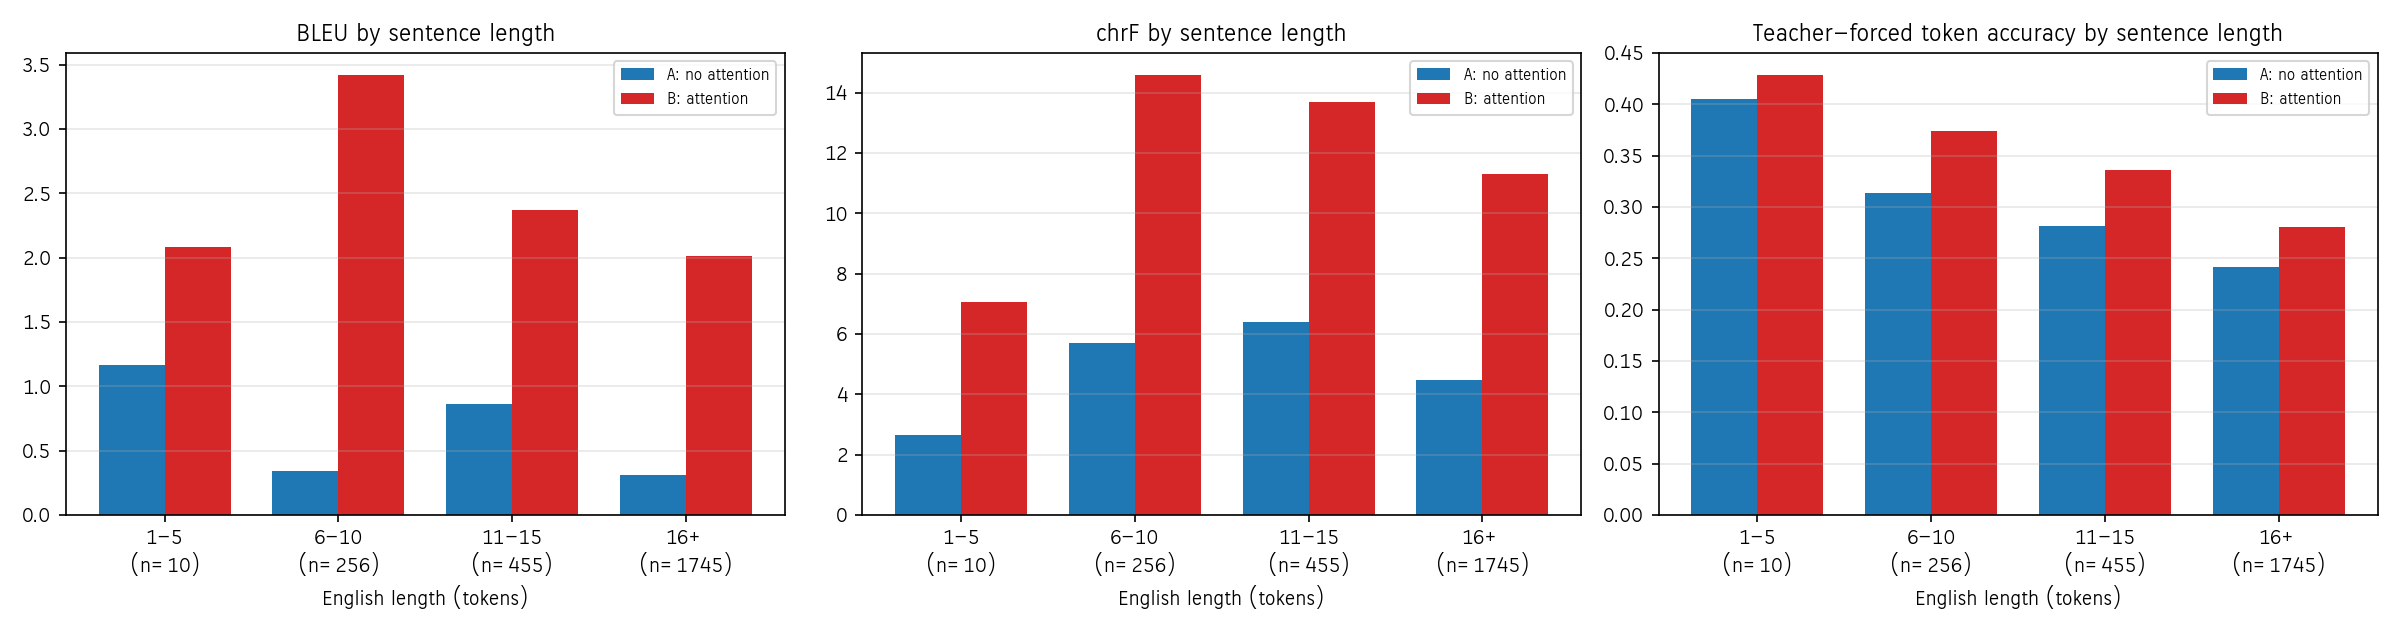 BLEU by sentence length
3.5
3.0
2.5
2.0
1.5
1.0
0.5
0.0
A: no attention
B: attention
1–5
(n=10)
6–10
(n=256)
11–15
(n=455)
16+
(n=1745)
English length (tokens)
chrF by sentence length
14
12
10
8
6
4
2
0
A: no attention
B: attention
1–5
(n=10)
6–10
(n=256)
11–15
(n=455)
16+
(n=1745)
English length (tokens)
Teacher-forced token accuracy by sentence length
0.45
0.40
0.35
0.30
0.25
0.20
0.15
0.10
0.05
0.00
A: no attention
B: attention
1–5
(n=10)
6–10
(n=256)
11–15
(n=455)
16+
(n=1745)
English length (tokens)